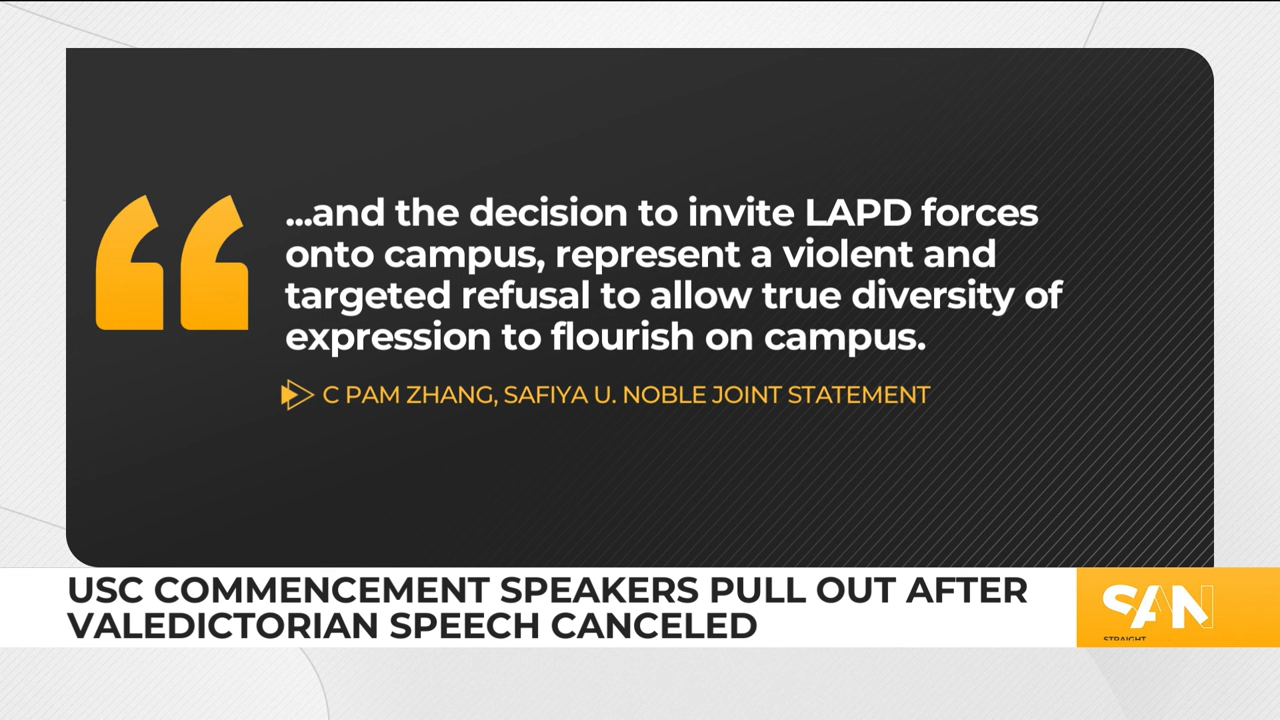 ...and the decision to invite LAPD forces
onto campus, represent a violent and
targeted refusal to allow true diversity of
expression to flourish on campus.
C PAM ZHANG, SAFIYA U. NOBLE JOINT STATEMENT
USC COMMENCEMENT SPEAKERS PULL OUT AFTER
VALEDICTORIAN SPEECH CANCELED
SAN
STRAIGHT